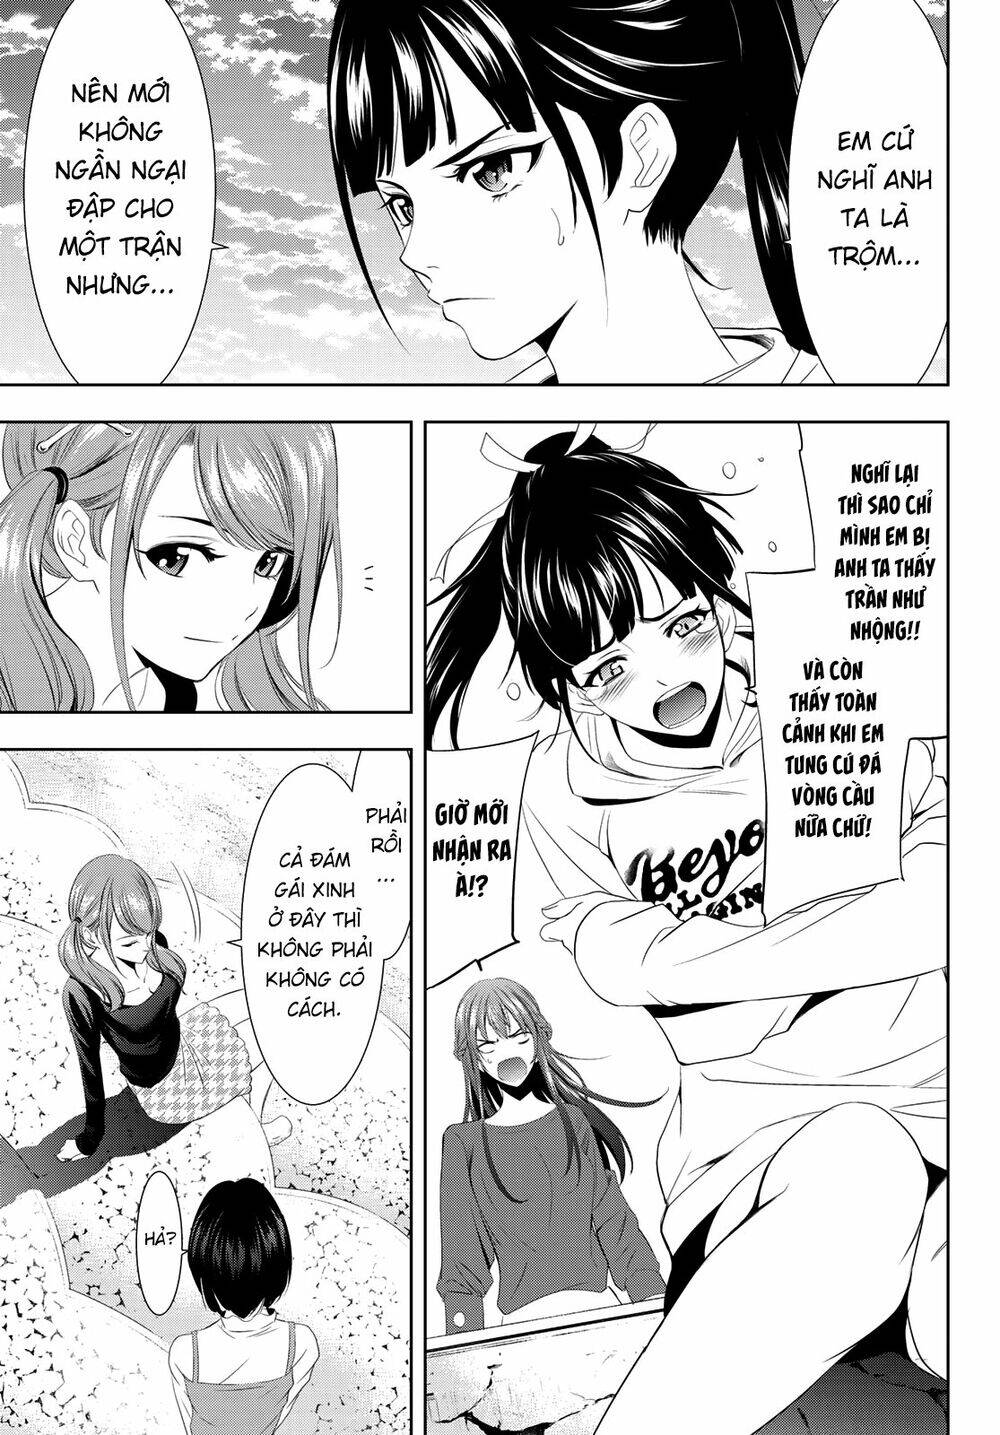 EM CỨ
NGHĨ ANH
TA LÀ
TRỘM...
NÊN MỚI
KHÔNG
NGẦN NGẠI
ĐẬP CHO
MỘT TRẬN
NHƯNG...
NGHĨ LẠI
THÌ SAO CHỈ
MÌNH EM BỊ
ANH TA THẤY
TRẦN NHƯ
NHỘNG!!
VÀ CÒN
THẤY TOÀN
CẢNH KHI EM
TUNG CỨ ĐÁ
VÒNG CẦU
NỮA CHỨ!
GIỜ MỚI
NHẬN RA
À!?
PHẢI
RỒI
...
CẢ ĐÁM
GÁI XINH
Ở ĐÂY THÌ
KHÔNG PHẢI
KHÔNG CÓ
CÁCH.
HẢ?